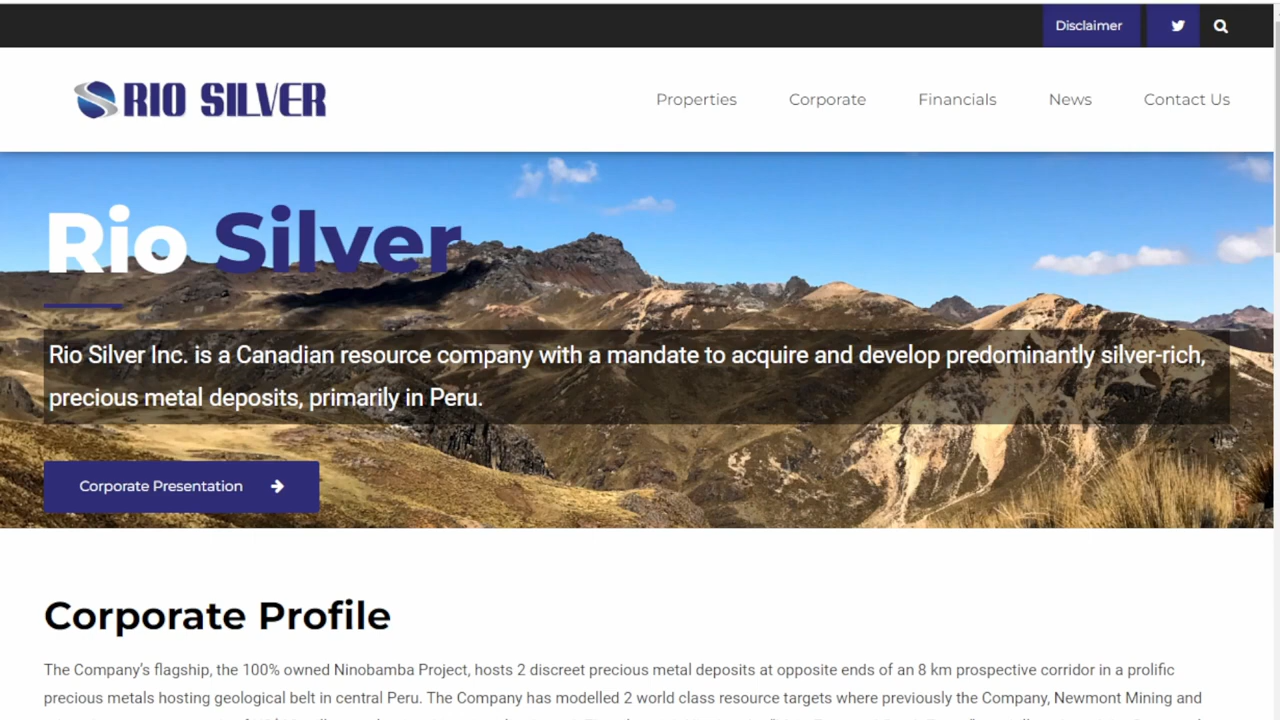 Disclaimer
RIO SILVER
Properties
Corporate
Financials
News
Contact Us
Rio Silver
Rio Silver Inc. is a Canadian resource company with a mandate to acquire and develop predominantly silver-rich,
precious metal deposits, primarily in Peru.
Corporate Presentation
Corporate Profile
The Company's flagship, the 100% owned Ninobamba Project, hosts 2 discreet precious metal deposits at opposite ends of an 8 km prospective corridor in a prolific
precious metals hosting geological belt in central Peru. The Company has modelled 2 world class resource targets where previously the Company, Newmont Mining and